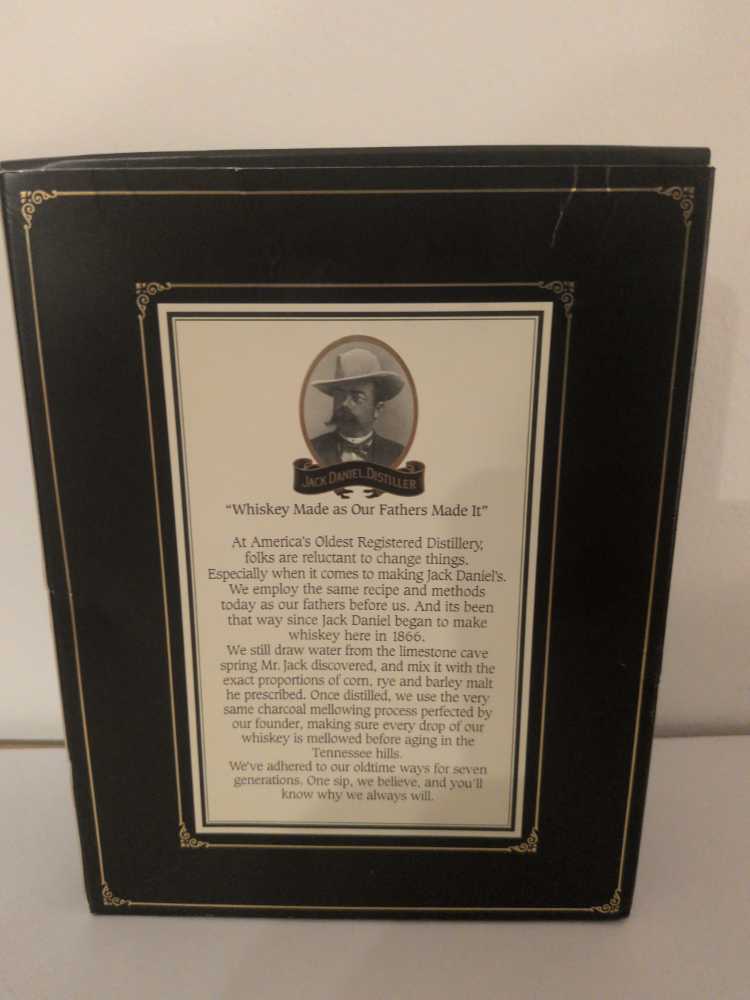 JACK DANIEL DISTILLER
“Whiskey Made as Our Fathers Made It”
At America's Oldest Registered Distillery,
folks are reluctant to change things.
Especially when it comes to making Jack Daniel's.
We employ the same recipe and methods
today as our fathers before us. And its been
that way since Jack Daniel began to make
whiskey here in 1866.
We still draw water from the limestone cave
spring Mr. Jack discovered, and mix it with the
exact proportions of corn, rye and barley malt
he prescribed. Once distilled, we use the very
same charcoal mellowing process perfected by
our founder, making sure every drop of our
whiskey is mellowed before aging in the
Tennessee hills.
We've adhered to our oldtime ways for seven
generations. One sip, we believe, and you'll
know why we always will.